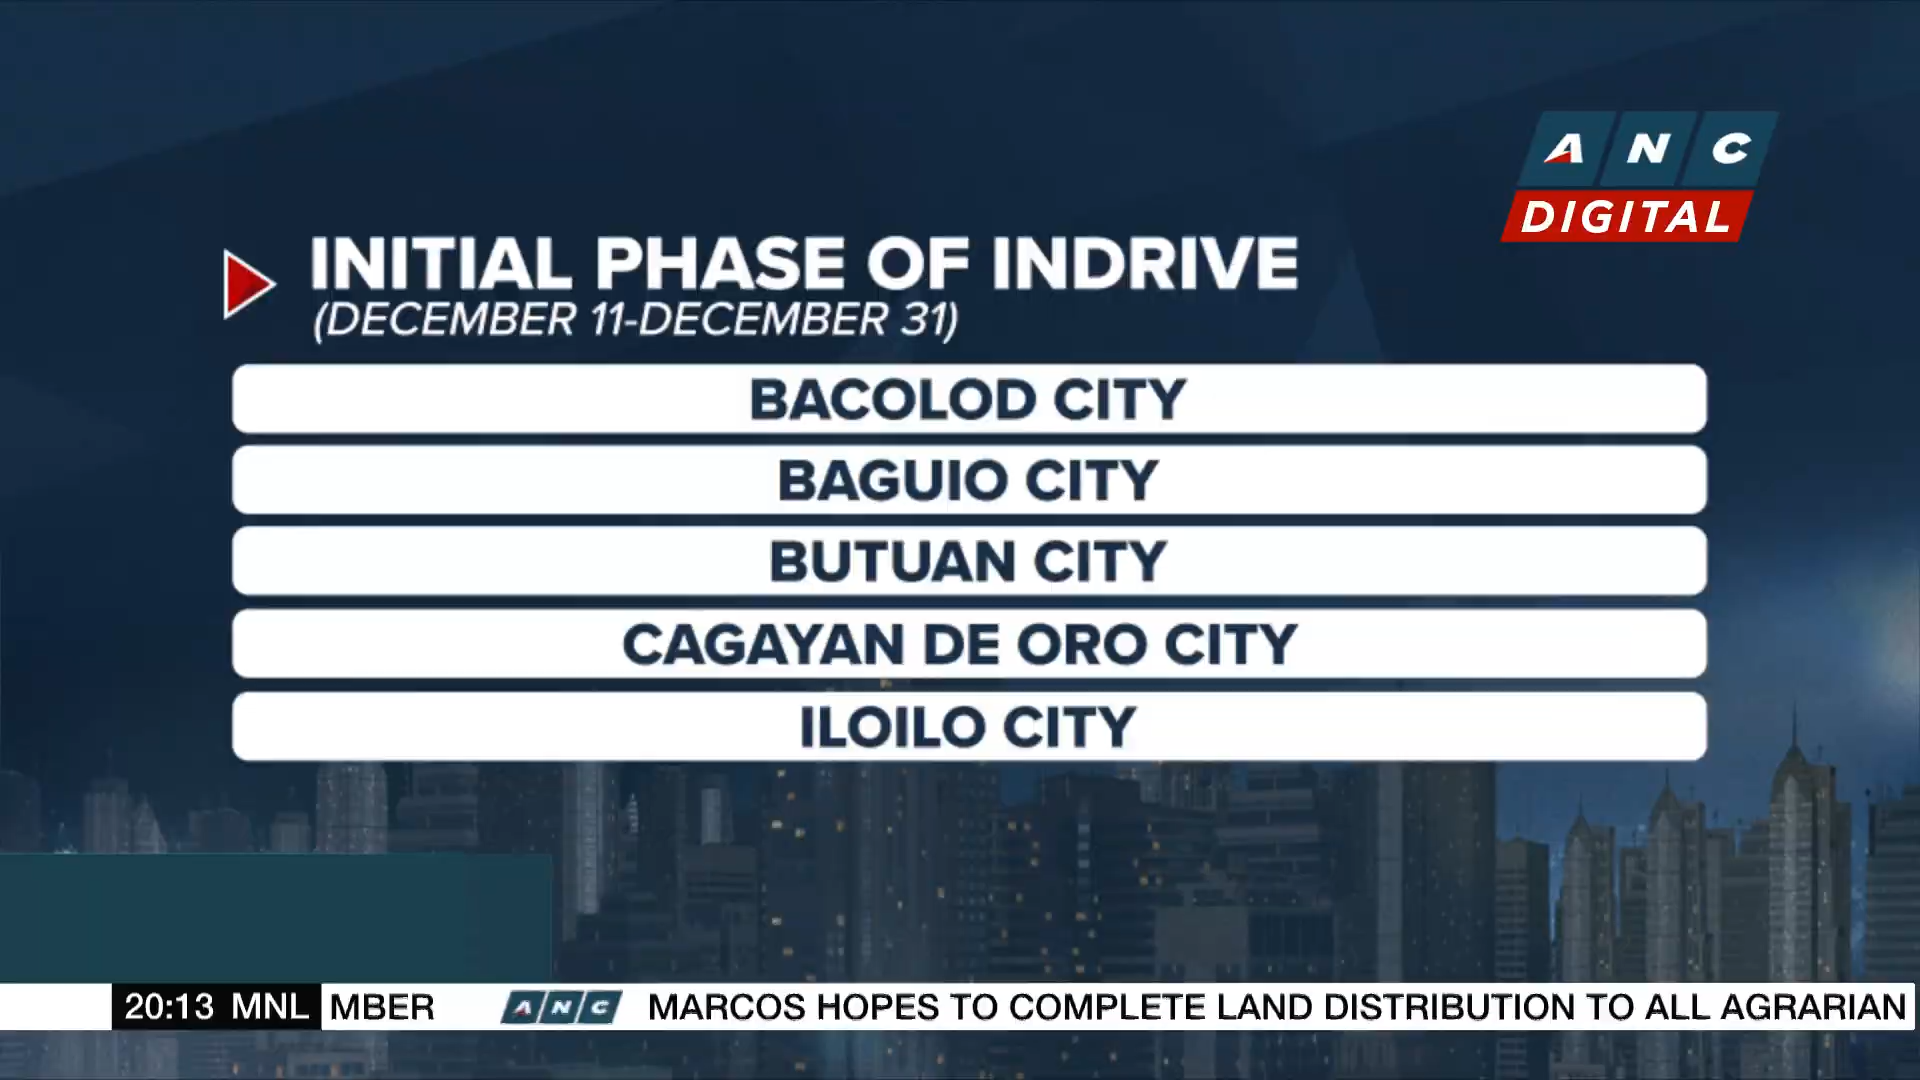 ANC
DIGITAL
INITIAL PHASE OF INDRIVE
(DECEMBER 11-DECEMBER 31)
BACOLOD CITY
BAGUIO CITY
BUTUAN CITY
CAGAYAN DE ORO CITY
ILOILO CITY
20:13 MNL MBER ANC MARCOS HOPES TO COMPLETE LAND DISTRIBUTION TO ALL AGRARIAN